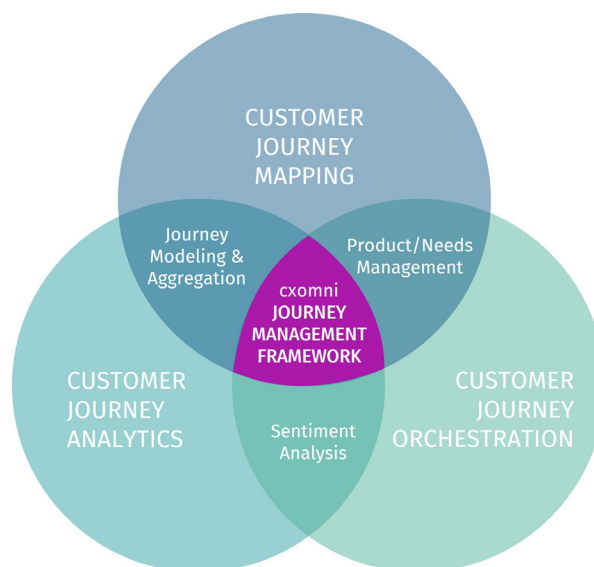 CUSTOMER
JOURNEY
MAPPING
Journey
Modeling &
Aggregation
Product/Needs
Management
cxomni
JOURNEY
MANAGEMENT
FRAMEWORK
CUSTOMER
JOURNEY
ANALYTICS
CUSTOMER
JOURNEY
ORCHESTRATION
Sentiment
Analysis